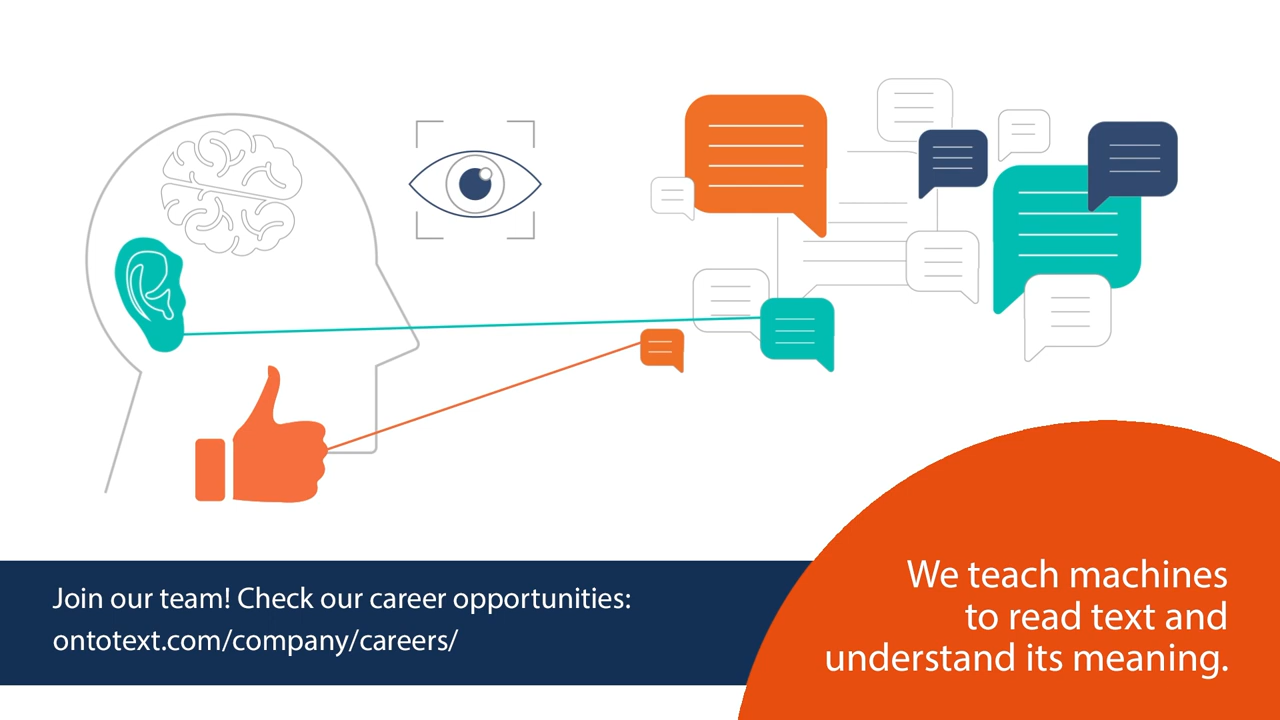 Join our team! Check our career opportunities:
ontotext.com/company/careers/
We teach machines
to read text and
understand its meaning.